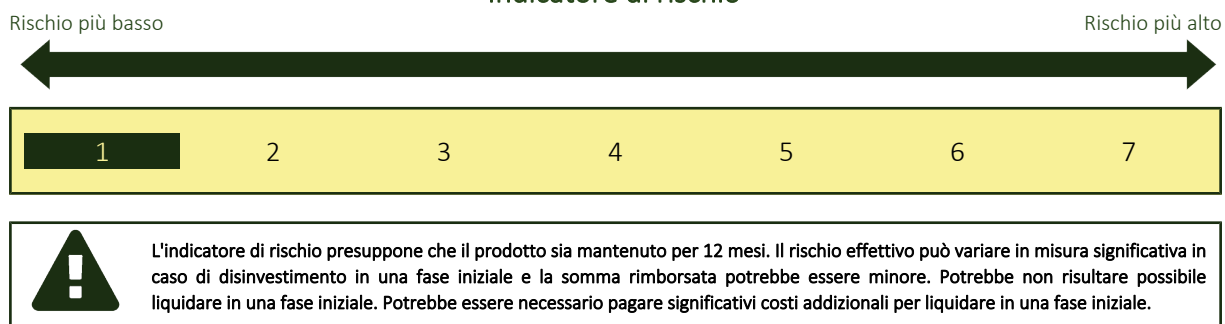 Indicatore di rischio
Rischio più basso
Rischio più alto
1 2 3 4 5 6 7
L'indicatore di rischio presuppone che il prodotto sia mantenuto per 12 mesi. Il rischio effettivo può variare in misura significativa in
caso di disinvestimento in una fase iniziale e la somma rimborsata potrebbe essere minore. Potrebbe non risultare possibile
liquidare in una fase iniziale. Potrebbe essere necessario pagare significativi costi addizionali per liquidare in una fase iniziale.